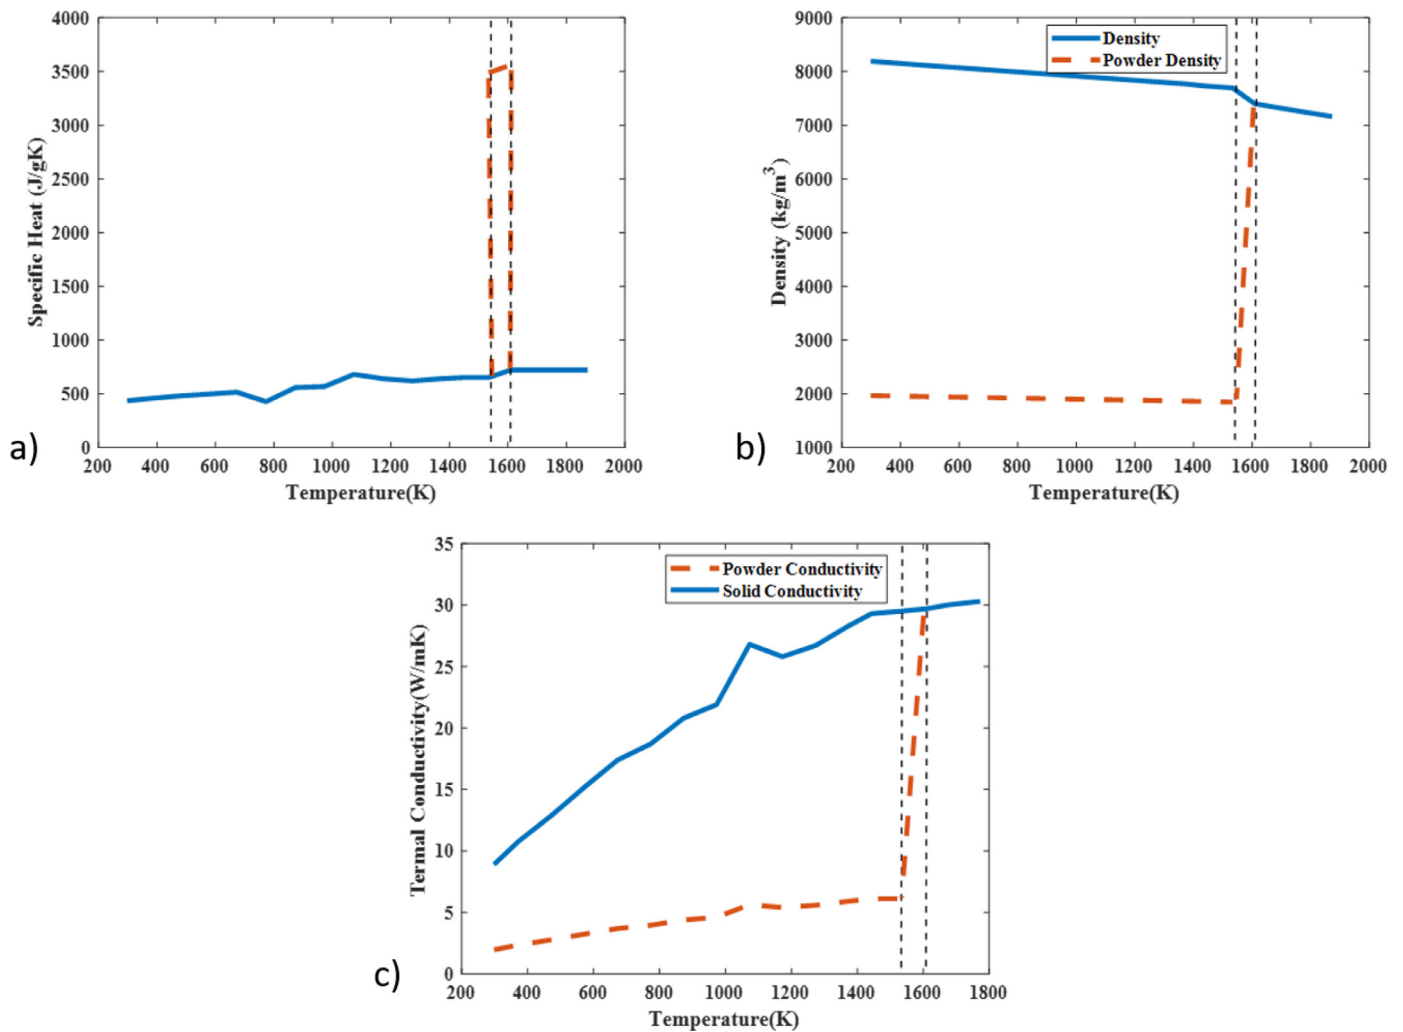 4000
3500
3000
2500
2000
1500
1000
500
0
Specific Heat (J/gK)
200 400 600 800 1000 1200 1400 1600 1800 2000
Temperature(K)
a)
Density
Powder Density
9000
8000
7000
6000
5000
4000
3000
2000
1000
Density (kg/m³)
200 400 600 800 1000 1200 1400 1600 1800 2000
Temperature(K)
b)
Powder Conductivity
Solid Conductivity
35
30
25
20
15
10
5
0
Termal Conductivity(W/mK)
200 400 600 800 1000 1200 1400 1600 1800
Temperature(K)
c)